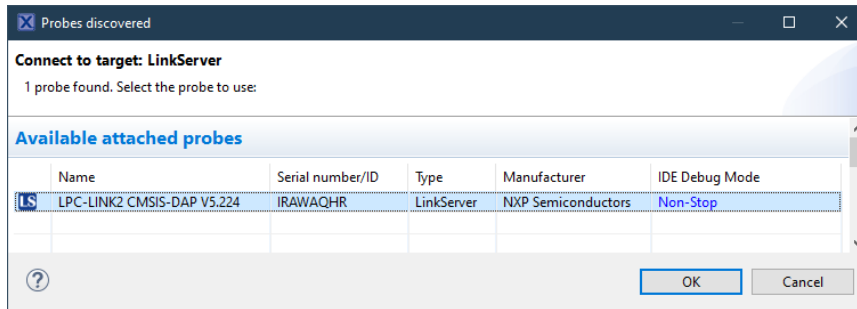 Probes discovered
Connect to target: LinkServer
1 probe found. Select the probe to use:
Available attached probes
Name Serial number/ID Type Manufacturer IDE Debug Mode
LS LPC-LINK2 CMSIS-DAP V5.224 IRAWAQHR LinkServer NXP Semiconductors Non-Stop
? OK Cancel